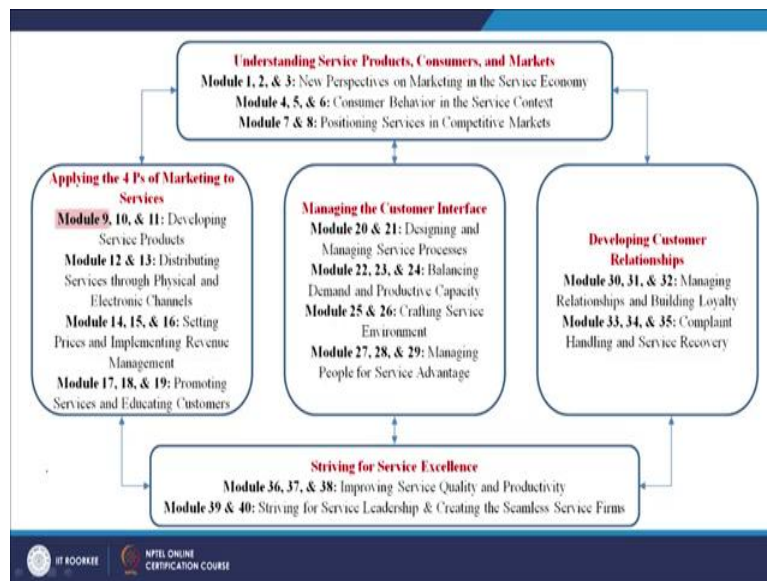 Understanding Service Products, Consumers, and Markets
Module 1, 2, & 3: New Perspectives on Marketing in the Service Economy
Module 4, 5, & 6: Consumer Behavior in the Service Context
Module 7 & 8: Positioning Services in Competitive Markets
Applying the 4 Ps of Marketing to
Services
Module 9, 10, & 11: Developing
Service Products
Module 12 & 13: Distributing
Services through Physical and
Electronic Channels
Module 14, 15, & 16: Setting
Prices and Implementing Revenue
Management
Module 17, 18, & 19: Promoting
Services and Educating Customers
Managing the Customer Interface
Module 20 & 21: Designing and
Managing Service Processes
Module 22, 23, & 24: Balancing
Demand and Productive Capacity
Module 25 & 26: Crafting Service
Environment
Module 27, 28, & 29: Managing
People for Service Advantage
Developing Customer
Relationships
Module 30, 31, & 32: Managing
Relationships and Building Loyalty
Module 33, 34, & 35: Complaint
Handling and Service Recovery
Striving for Service Excellence
Module 36, 37, & 38: Improving Service Quality and Productivity
Module 39 & 40: Striving for Service Leadership & Creating the Seamless Service Firms
IIT ROORKEE
NPTEL ONLINE
CERTIFICATION COURSE